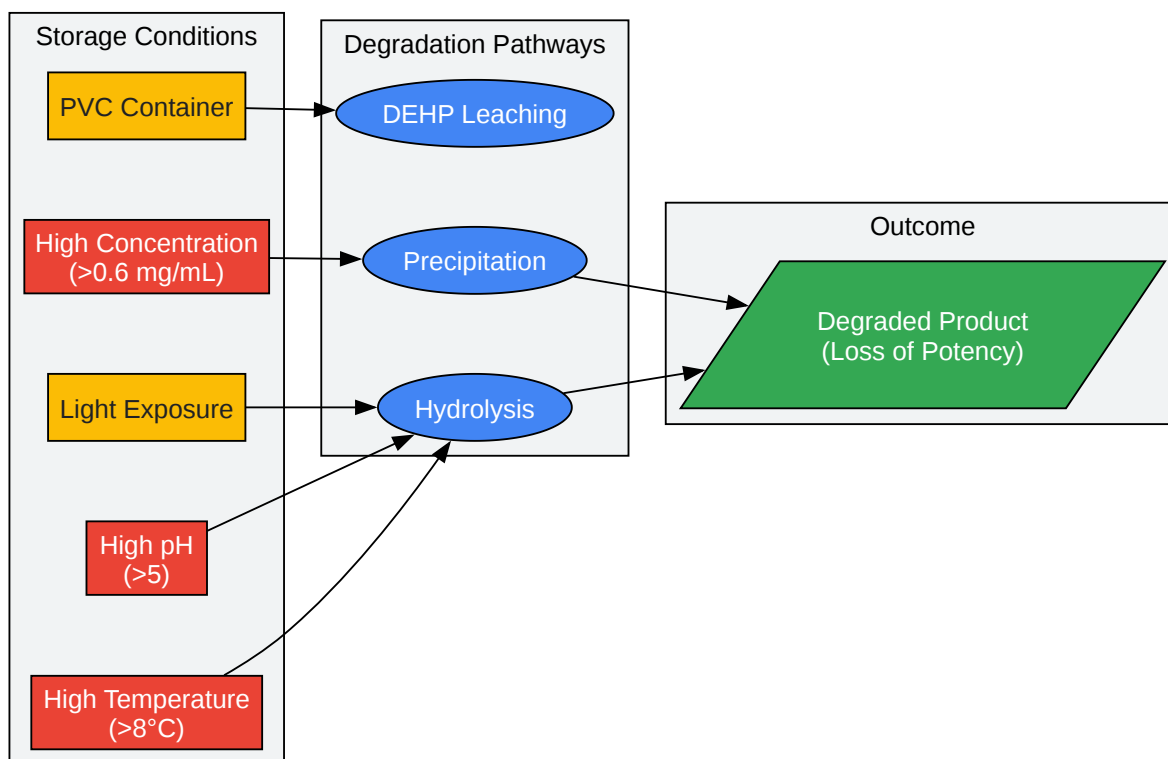 Storage Conditions
PVC Container
High Concentration
(>0.6 mg/mL)
Light Exposure
High pH
(>5)
High Temperature
(>8°C)
Degradation Pathways
DEHP Leaching
Precipitation
Hydrolysis
Outcome
Degraded Product
(Loss of Potency)